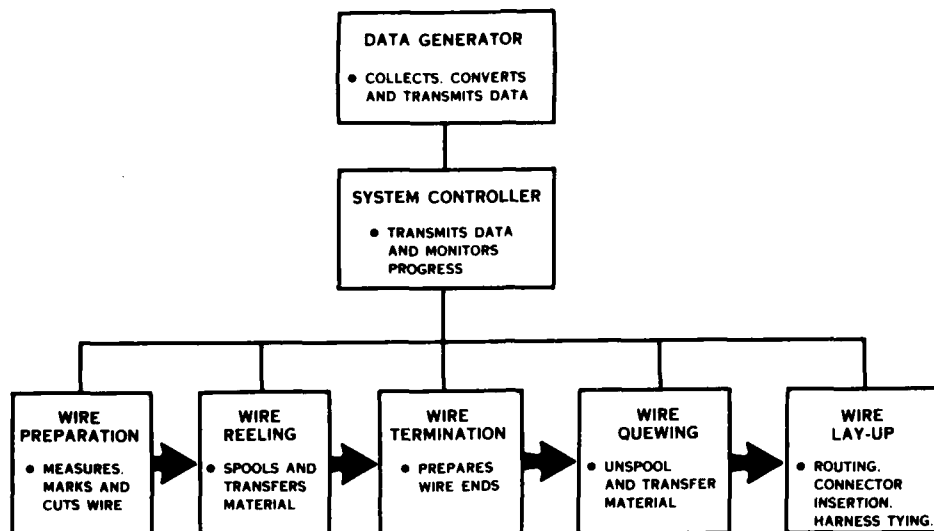 DATA GENERATOR
• COLLECTS. CONVERTS
AND TRANSMITS DATA
SYSTEM CONTROLLER
• TRANSMITS DATA
AND MONITORS
PROGRESS
WIRE
PREPARATION
• MEASURES.
MARKS AND
CUTS WIRE
WIRE
REELING
• SPOOLS AND
TRANSFERS
MATERIAL
WIRE
TERMINATION
• PREPARES
WIRE ENDS
WIRE
QUEWING
• UNSPOOL
AND TRANSFER
MATERIAL
WIRE
LAY-UP
• ROUTING.
CONNECTOR
INSERTION.
HARNESS TYING